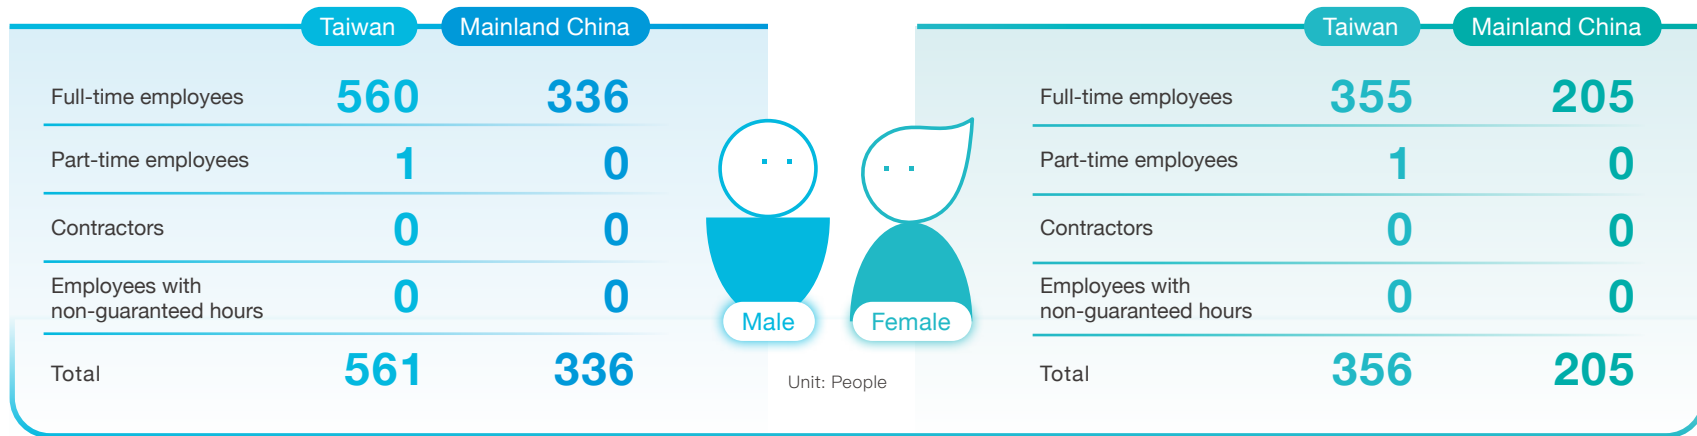 Taiwan Mainland China
Full-time employees 560 336
Part-time employees 1 0
Contractors 0 0
Employees with
non-guaranteed hours 0 0
Total 561 336
Male
Female
Unit: People
Taiwan Mainland China
Full-time employees 355 205
Part-time employees 1 0
Contractors 0 0
Employees with
non-guaranteed hours 0 0
Total 356 205